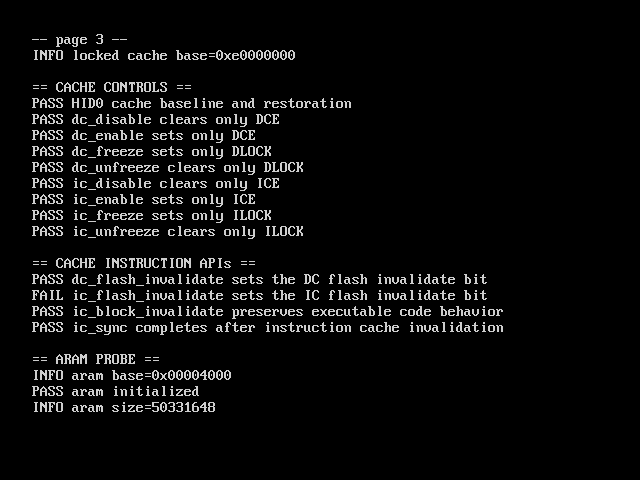 -- page 3 --
INFO locked cache base=0xe0000000
== CACHE CONTROLS ==
PASS HID0 cache baseline and restoration
PASS dc_disable clears only DCE
PASS dc_enable sets only DCE
PASS dc_freeze sets only DLOCK
PASS dc_unfreeze clears only DLOCK
PASS ic_disable clears only ICE
PASS ic_enable sets only ICE
PASS ic_freeze sets only ILOCK
PASS ic_unfreeze clears only ILOCK
== CACHE INSTRUCTION APIs ==
PASS dc_flash_invalidate sets the DC flash invalidate bit
FAIL ic_flash_invalidate sets the IC flash invalidate bit
PASS ic_block_invalidate preserves executable code behavior
PASS ic_sync completes after instruction cache invalidation
== ARAM PROBE ==
INFO aram base=0x00004000
PASS aram initialized
INFO aram size=50331648